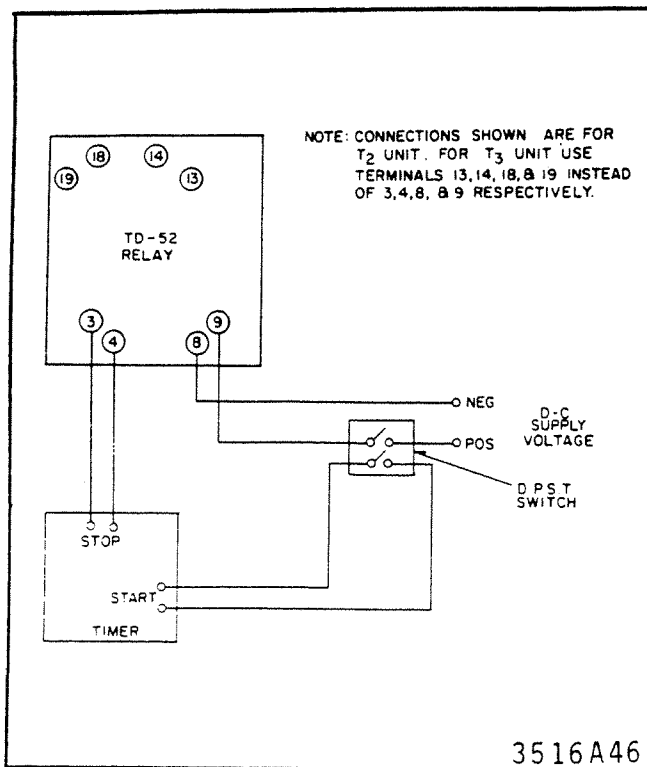 NOTE: CONNECTIONS SHOWN ARE FOR
T2 UNIT. FOR T3 UNIT USE
TERMINALS 13,14,18,& 19 INSTEAD
OF 3,4,8, & 9 RESPECTIVELY.
18
14
19
13
TD-52
RELAY
3
4
8
9
NEG
D-C
SUPPLY
VOLTAGE
POS
D P S T
SWITCH
STOP
START
TIMER
3516A46